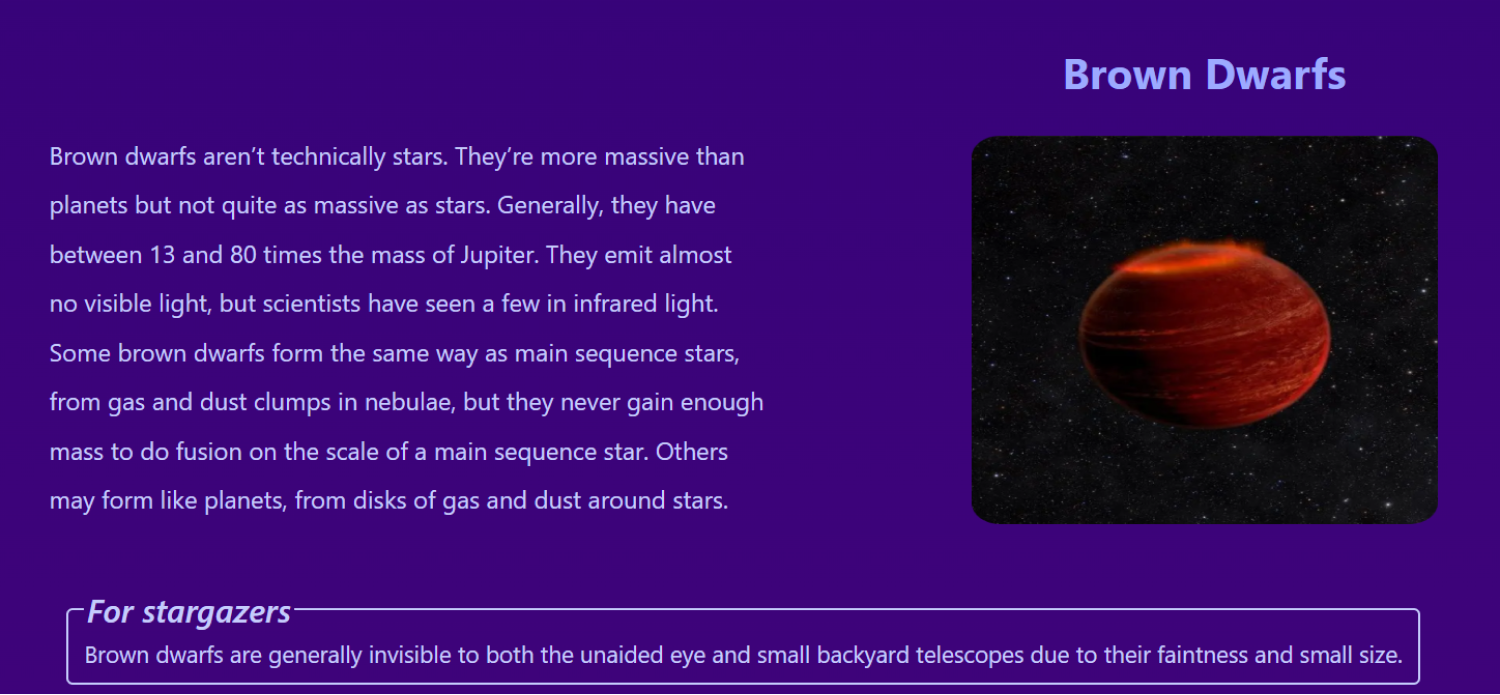 Brown Dwarfs
Brown dwarfs aren’t technically stars. They’re more massive than
planets but not quite as massive as stars. Generally, they have
between 13 and 80 times the mass of Jupiter. They emit almost
no visible light, but scientists have seen a few in infrared light.
Some brown dwarfs form the same way as main sequence stars,
from gas and dust clumps in nebulae, but they never gain enough
mass to do fusion on the scale of a main sequence star. Others
may form like planets, from disks of gas and dust around stars.
For stargazers
Brown dwarfs are generally invisible to both the unaided eye and small backyard telescopes due to their faintness and small size.